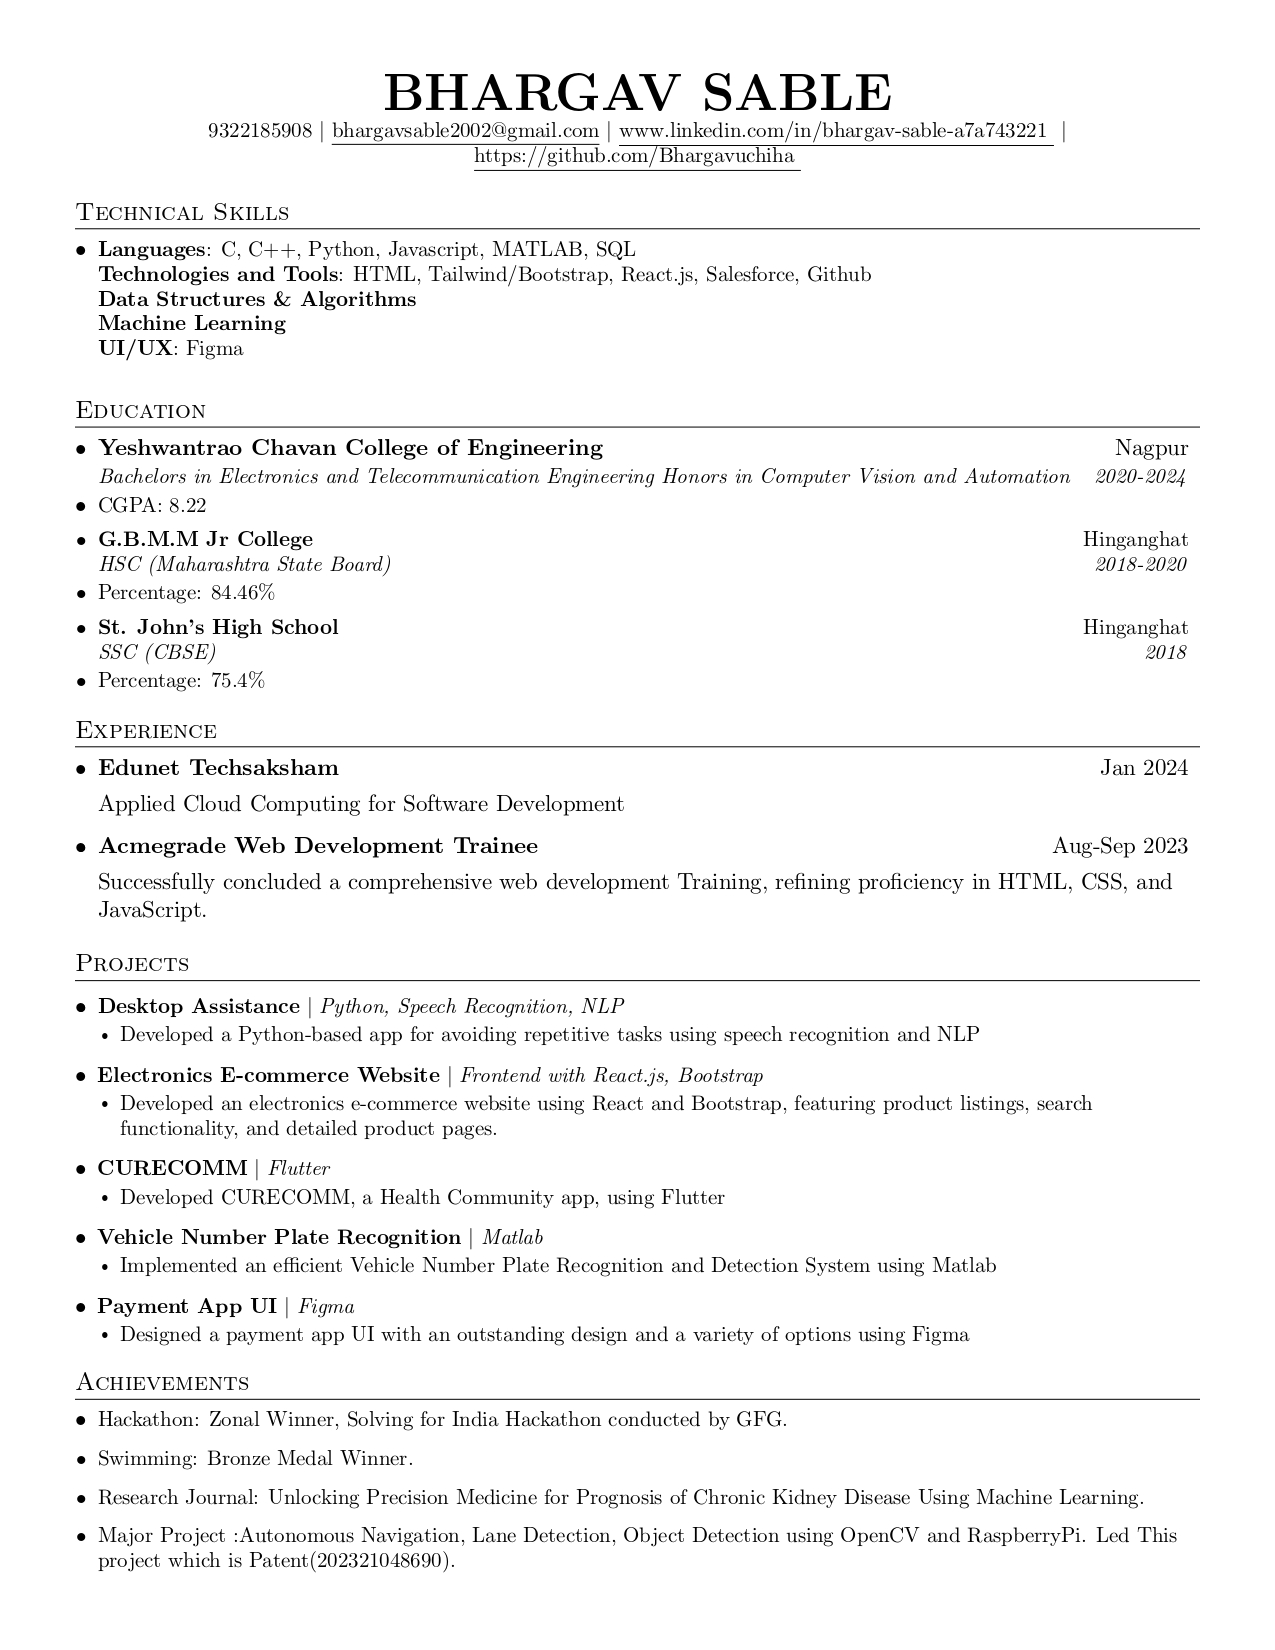 BHARGAV SABLE
9322185908 | bhargavsable2002@gmail.com | www.linkedin.com/in/bhargav-sable-a7a743221 |
https://github.com/Bhargavuchiha
Technical Skills
• Languages: C, C++, Python, Javascript, MATLAB, SQL
Technologies and Tools: HTML, Tailwind/Bootstrap, React.js, Salesforce, Github
Data Structures & Algorithms
Machine Learning
UI/UX: Figma
Education
• Yeshwantrao Chavan College of Engineering Nagpur
Bachelors in Electronics and Telecommunication Engineering Honors in Computer Vision and Automation 2020-2024
• CGPA: 8.22
• G.B.M.M Jr College Hinganghat
HSC (Maharashtra State Board) 2018-2020
• Percentage: 84.46%
• St. John's High School Hinganghat
SSC (CBSE) 2018
• Percentage: 75.4%
Experience
• Edunet Techsaksham Jan 2024
Applied Cloud Computing for Software Development
• Acmegrade Web Development Trainee Aug-Sep 2023
Successfully concluded a comprehensive web development Training, refining proficiency in HTML, CSS, and
JavaScript.
Projects
• Desktop Assistance | Python, Speech Recognition, NLP
• Developed a Python-based app for avoiding repetitive tasks using speech recognition and NLP
• Electronics E-commerce Website | Frontend with React.js, Bootstrap
• Developed an electronics e-commerce website using React and Bootstrap, featuring product listings, search
functionality, and detailed product pages.
• CURECOMM | Flutter
• Developed CURECOMM, a Health Community app, using Flutter
• Vehicle Number Plate Recognition | Matlab
• Implemented an efficient Vehicle Number Plate Recognition and Detection System using Matlab
• Payment App UI | Figma
• Designed a payment app UI with an outstanding design and a variety of options using Figma
Achievements
• Hackathon: Zonal Winner, Solving for India Hackathon conducted by GFG.
• Swimming: Bronze Medal Winner.
• Research Journal: Unlocking Precision Medicine for Prognosis of Chronic Kidney Disease Using Machine Learning.
• Major Project :Autonomous Navigation, Lane Detection, Object Detection using OpenCV and RaspberryPi. Led This
project which is Patent(202321048690).